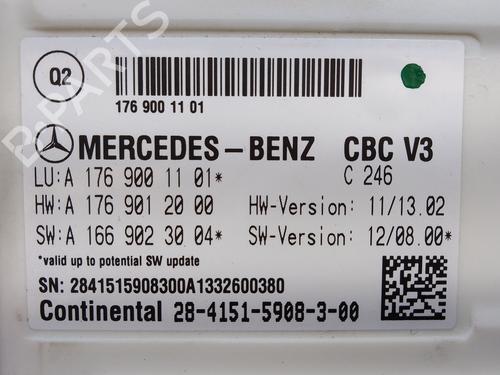 Q2
176 900 11 01
MERCEDES-BENZ CBC V3
LU:A 176 900 11 01* C 246
HW:A 176 901 20 00 HW-Version: 11/13.02
SW:A 166 902 30 04* SW-Version: 12/08.00*
*valid up to potential SW update
SN: 2841515908300A1332600380
Continental 28-4151-5908-3-00
B-PARTS